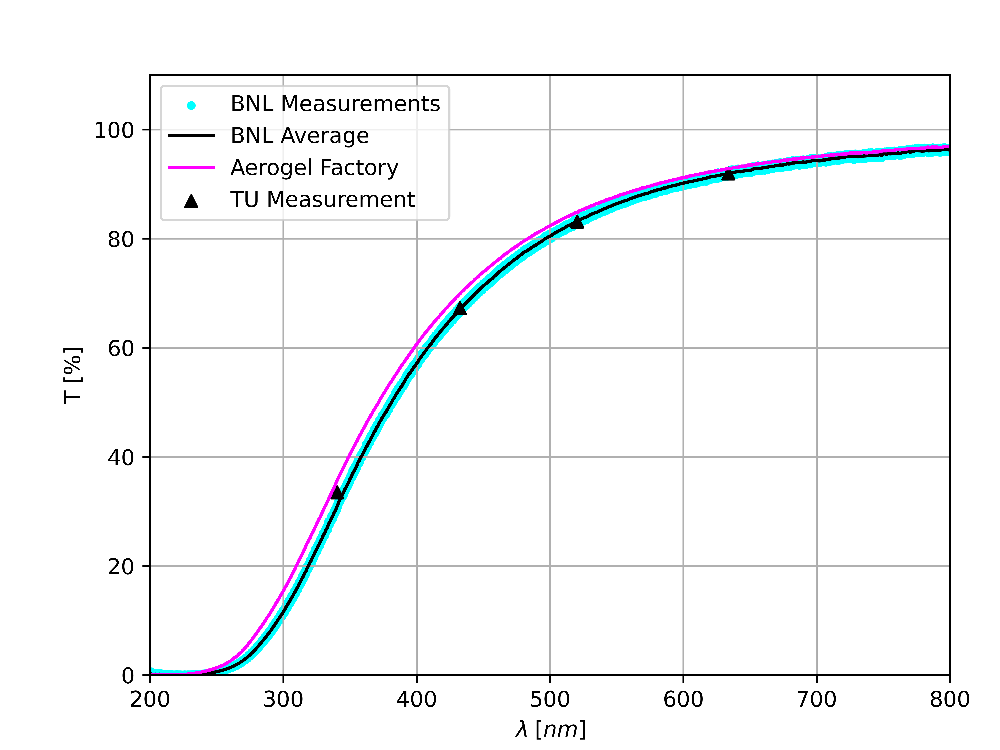 BNL Measurements
BNL Average
Aerogel Factory
TU Measurement
100
80
60
40
20
0
T [%]
200 300 400 500 600 700 800
λ [nm]